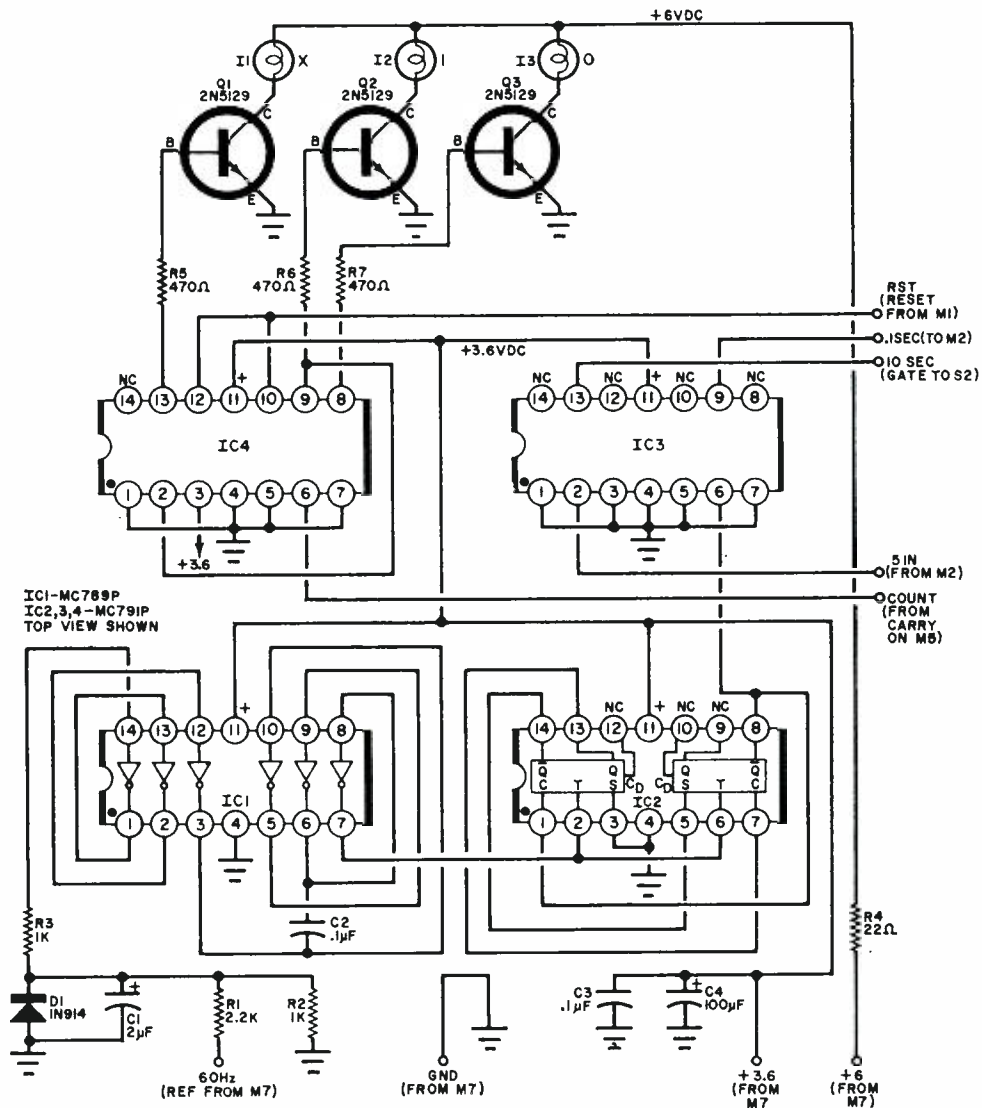 +6VDC
I1 X
I2 1
I3 0
Q1
2N5129
Q2
2N5129
Q3
2N5129
C
C
C
B
B
B
E
E
E
R5
470Ω
R6
470Ω
R7
470Ω
RST
(RESET
FROM M1)
.1SEC(TO M2)
10 SEC
(GATE TO S2)
+3.6VDC
NC + 
14 13 12 11 10 9 8
IC4
1 2 3 4 5 6 7
+3.6
NC NC + NC NC
14 13 12 11 10 9 8
IC3
1 2 3 4 5 6 7
5 IN
(FROM M2)
COUNT
(FROM
CARRY
ON M5)
IC1-MC789P
IC2,3,4-MC791P
TOP VIEW SHOWN
+
14 13 12 11 10 9 8
IC1
1 2 3 4 5 6 7
NC + NC NC
14 13 12 11 10 9 8
Q̅ Q Q Q̅
C T S CD CD S T C
IC2
1 2 3 4 5 6 7
R3
1K
C2
.1µF
R4
22Ω
D1
1N914
+
C1
2µF
R1
2.2K
R2
1K
C3
.1µF
+
C4
100µF
60Hz
(REF FROM M7)
GND
(FROM M7)
+3.6
(FROM
M7
+6
(FROM
M7)